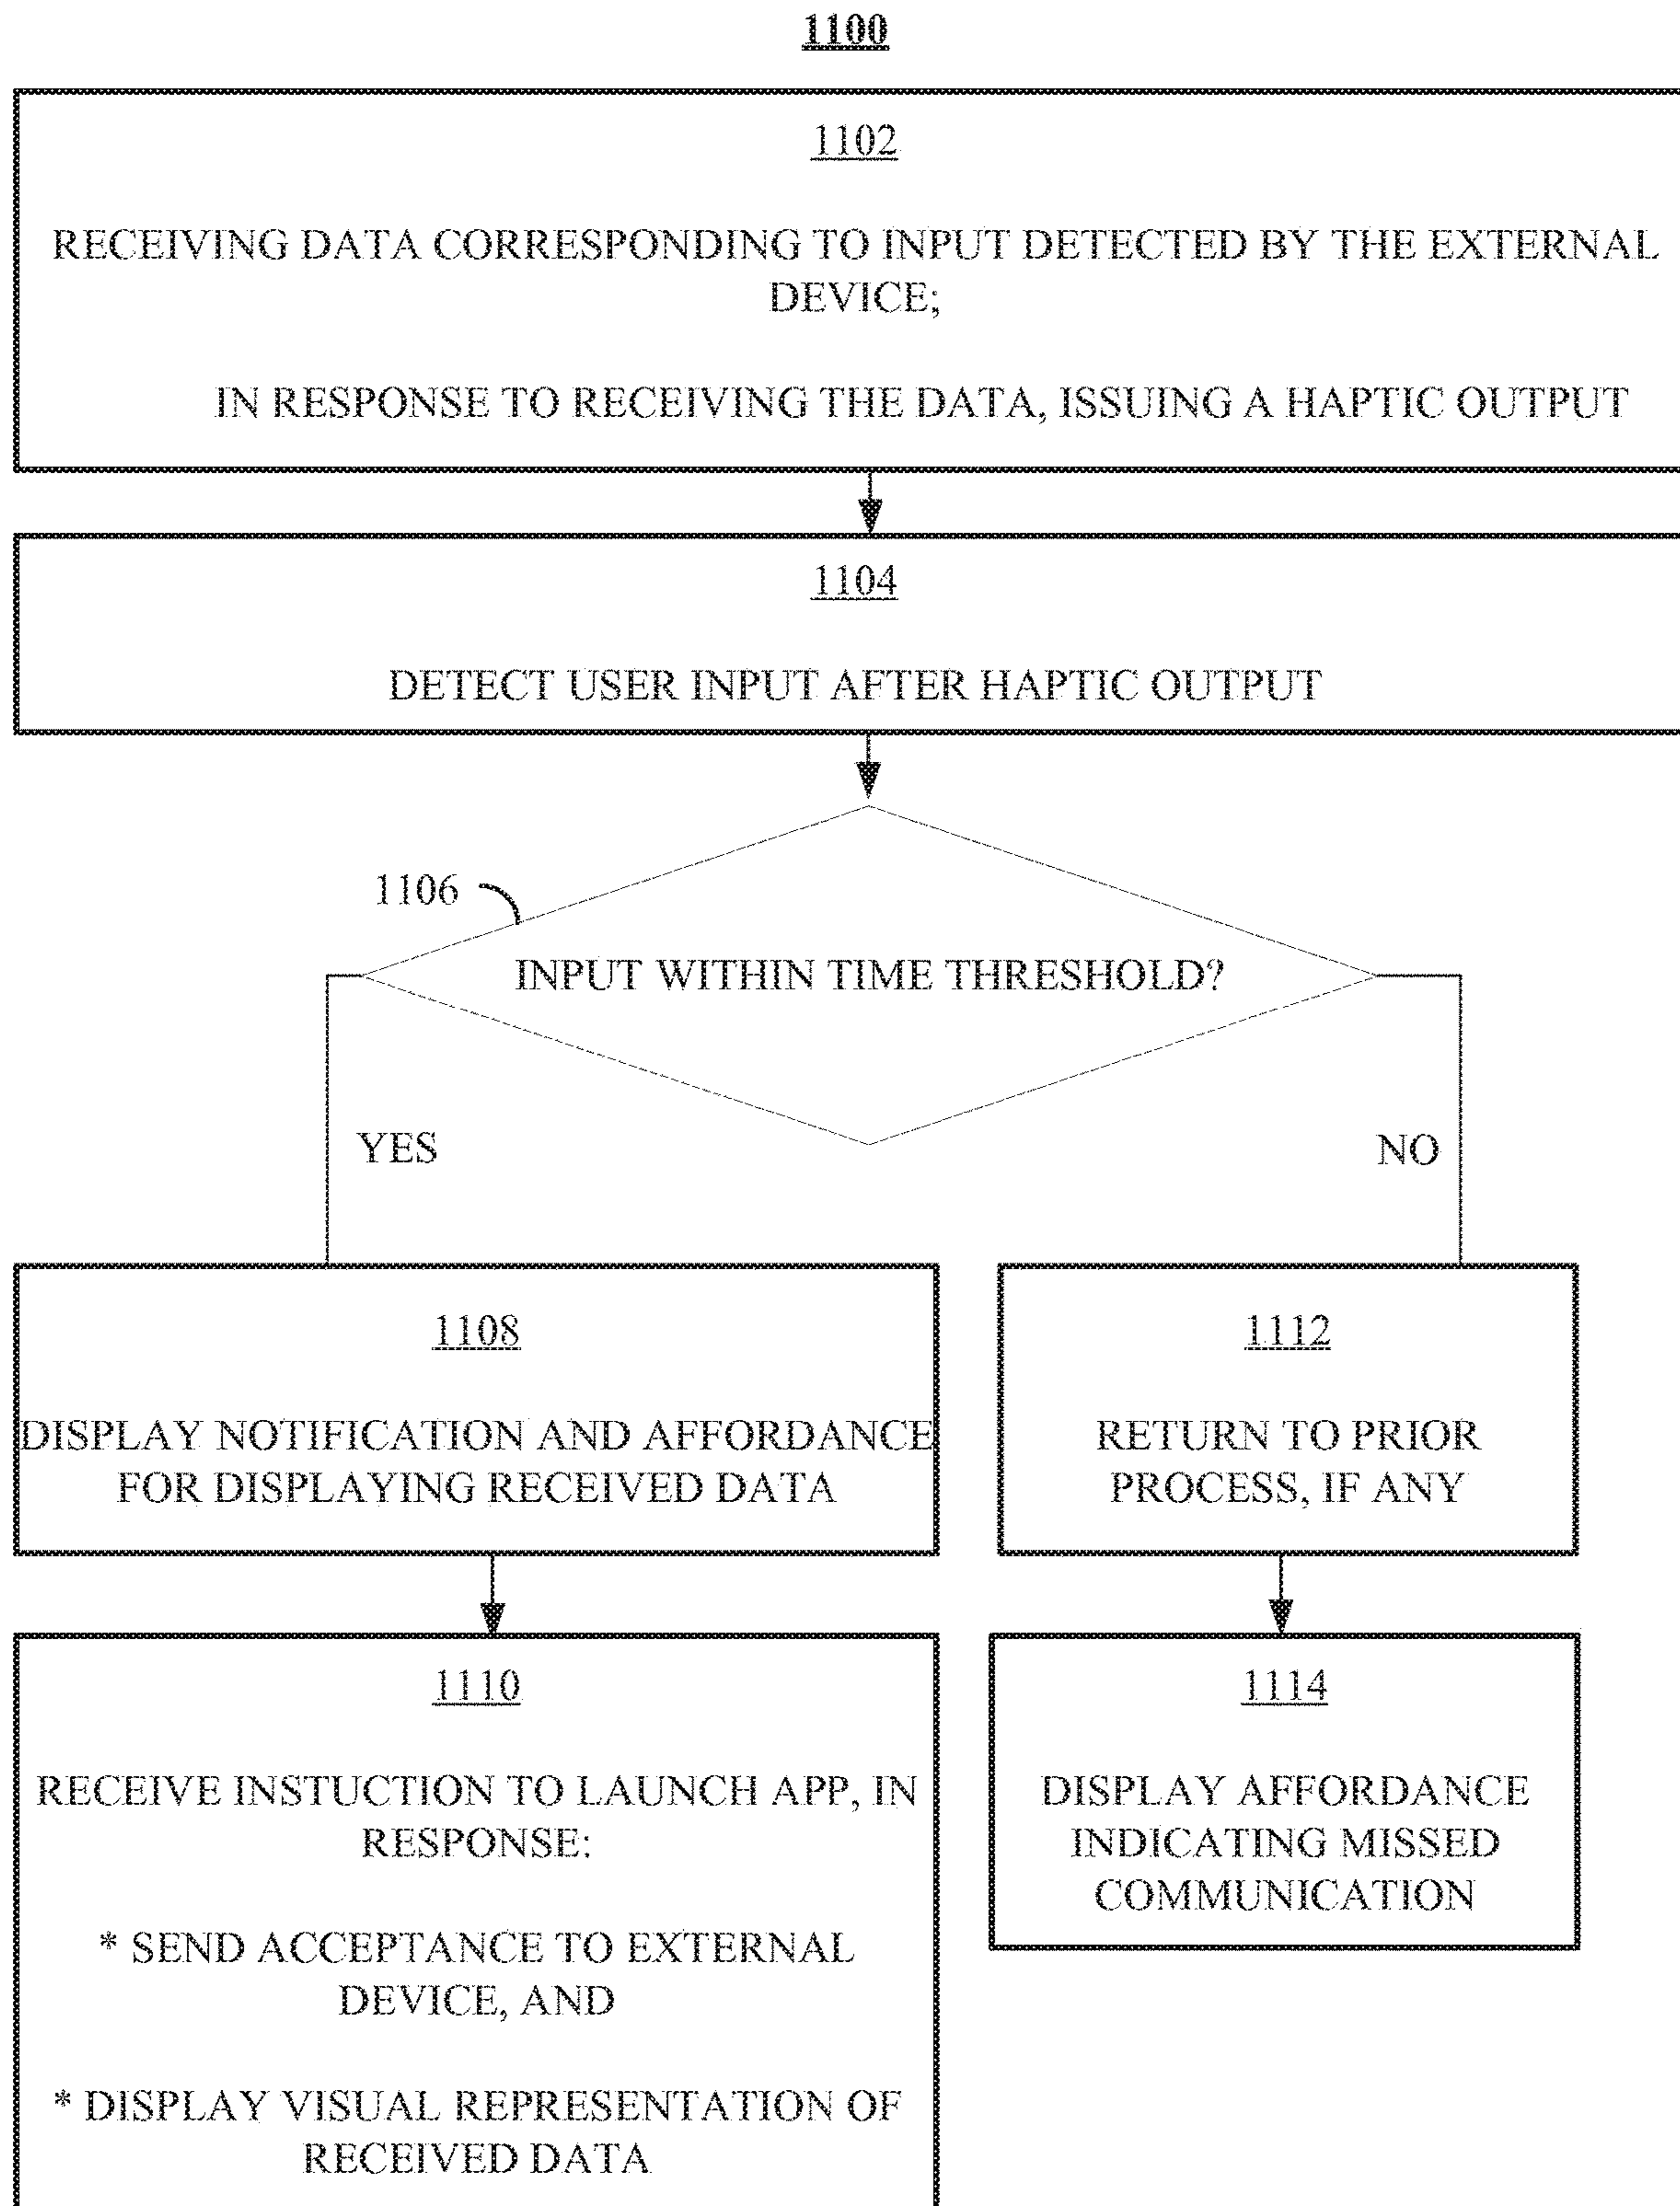 1100
1102
RECEIVING DATA CORRESPONDING TO INPUT DETECTED BY THE EXTERNAL
DEVICE;
IN RESPONSE TO RECEIVING THE DATA, ISSUING A HAPTIC OUTPUT
1104
DETECT USER INPUT AFTER HAPTIC OUTPUT
1106
INPUT WITHIN TIME THRESHOLD?
YES
NO
1108
DISPLAY NOTIFICATION AND AFFORDANCE
FOR DISPLAYING RECEIVED DATA
1112
RETURN TO PRIOR
PROCESS, IF ANY
1110
RECEIVE INSTUCTION TO LAUNCH APP, IN
RESPONSE:
* SEND ACCEPTANCE TO EXTERNAL
DEVICE, AND
* DISPLAY VISUAL REPRESENTATION OF
RECEIVED DATA
1114
DISPLAY AFFORDANCE
INDICATING MISSED
COMMUNICATION